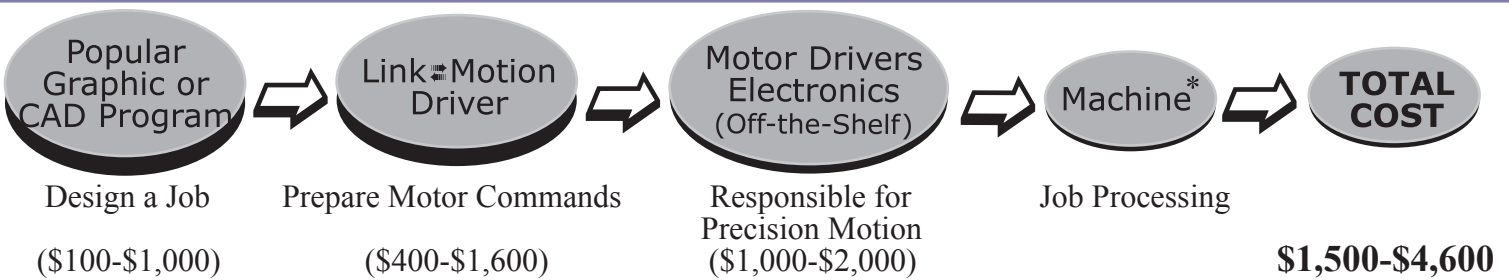 Popular
Graphic or
CAD Program
Link Motion
Driver
Motor Drivers
Electronics
(Off-the-Shelf)
Machine*
TOTAL
COST
Design a Job
Prepare Motor Commands
Responsible for
Precision Motion
Job Processing
($100-$1,000)
($400-$1,600)
($1,000-$2,000)
$1,500-$4,600